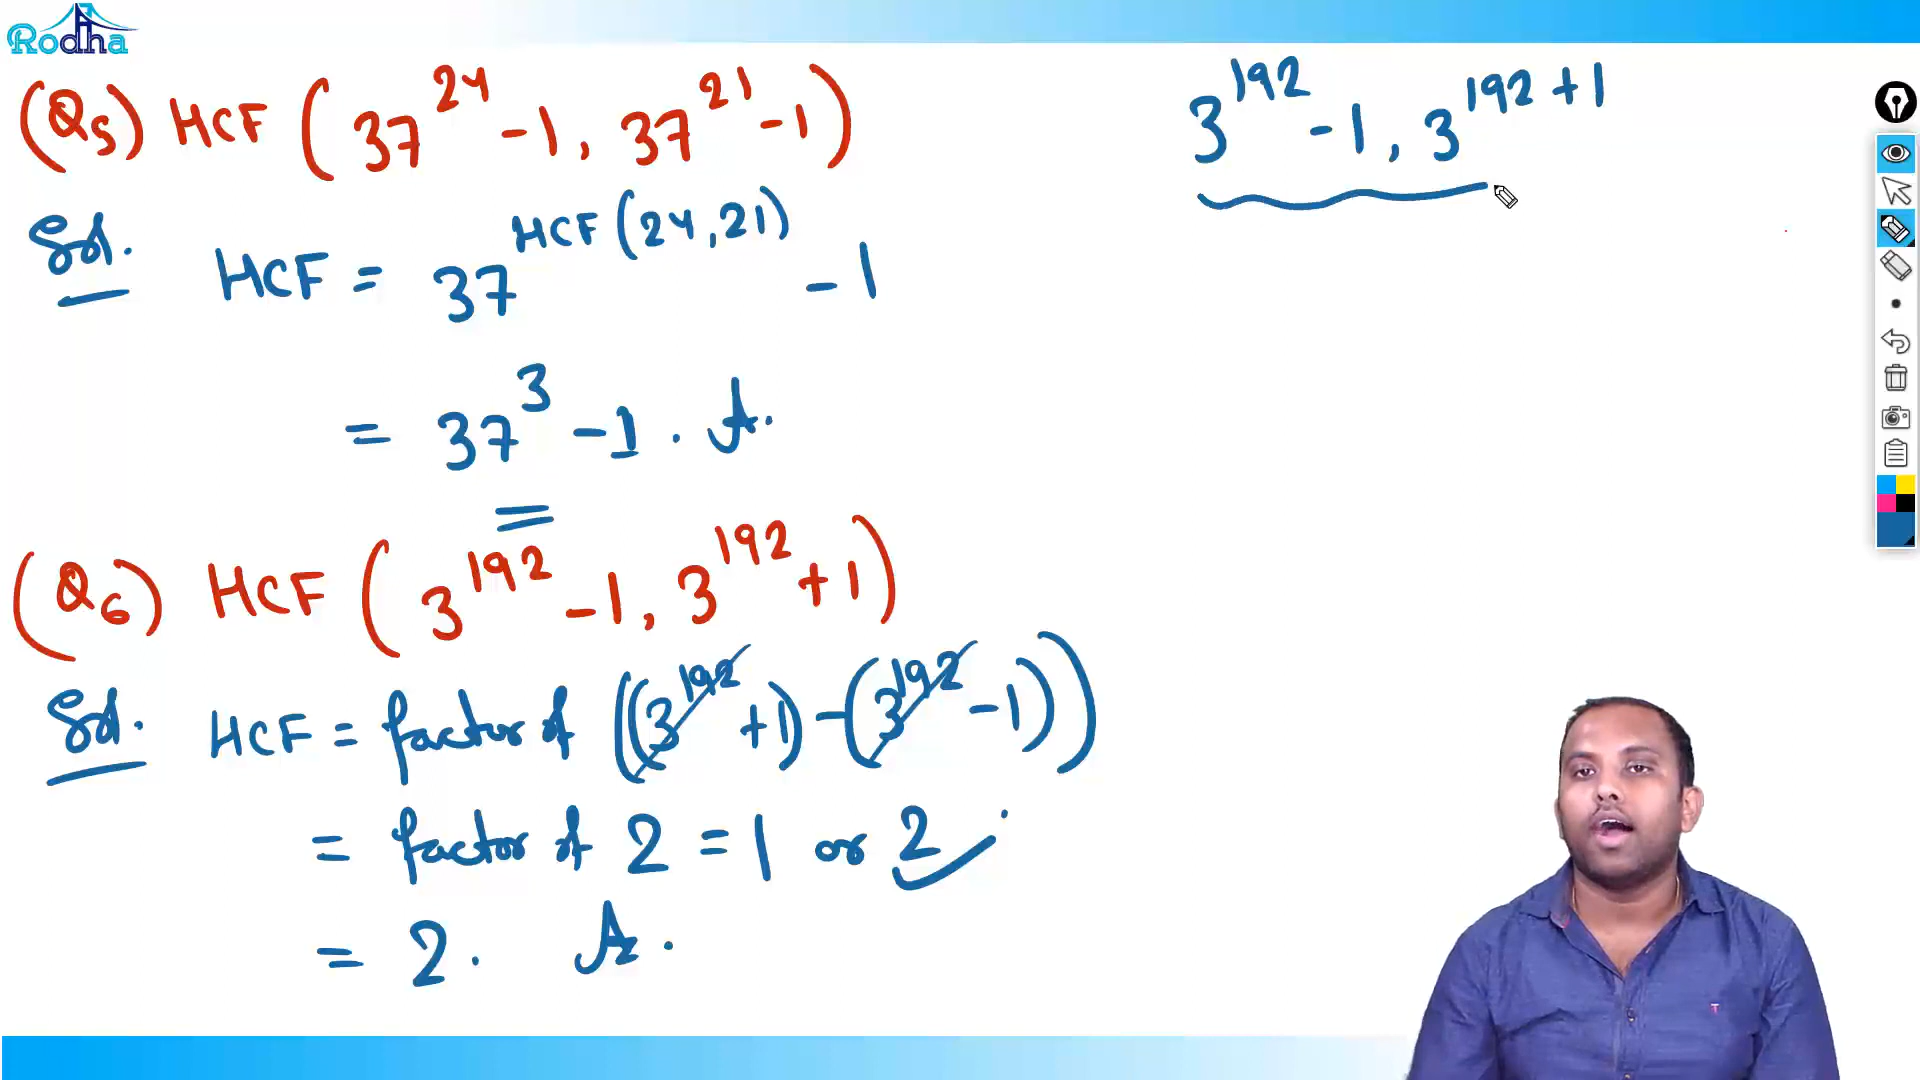 Rodha
(Q5) HCF (37^24 - 1, 37^21 - 1)
Sol. HCF = 37^HCF(24,21) - 1
= 37^3 - 1. A.
(Q6) HCF (3^192 - 1, 3^192 + 1)
Sol. HCF = factor of ((3^192 + 1) - (3^192 - 1))
= factor of 2 = 1 or 2.
= 2. A.
3^192 - 1, 3^192 + 1